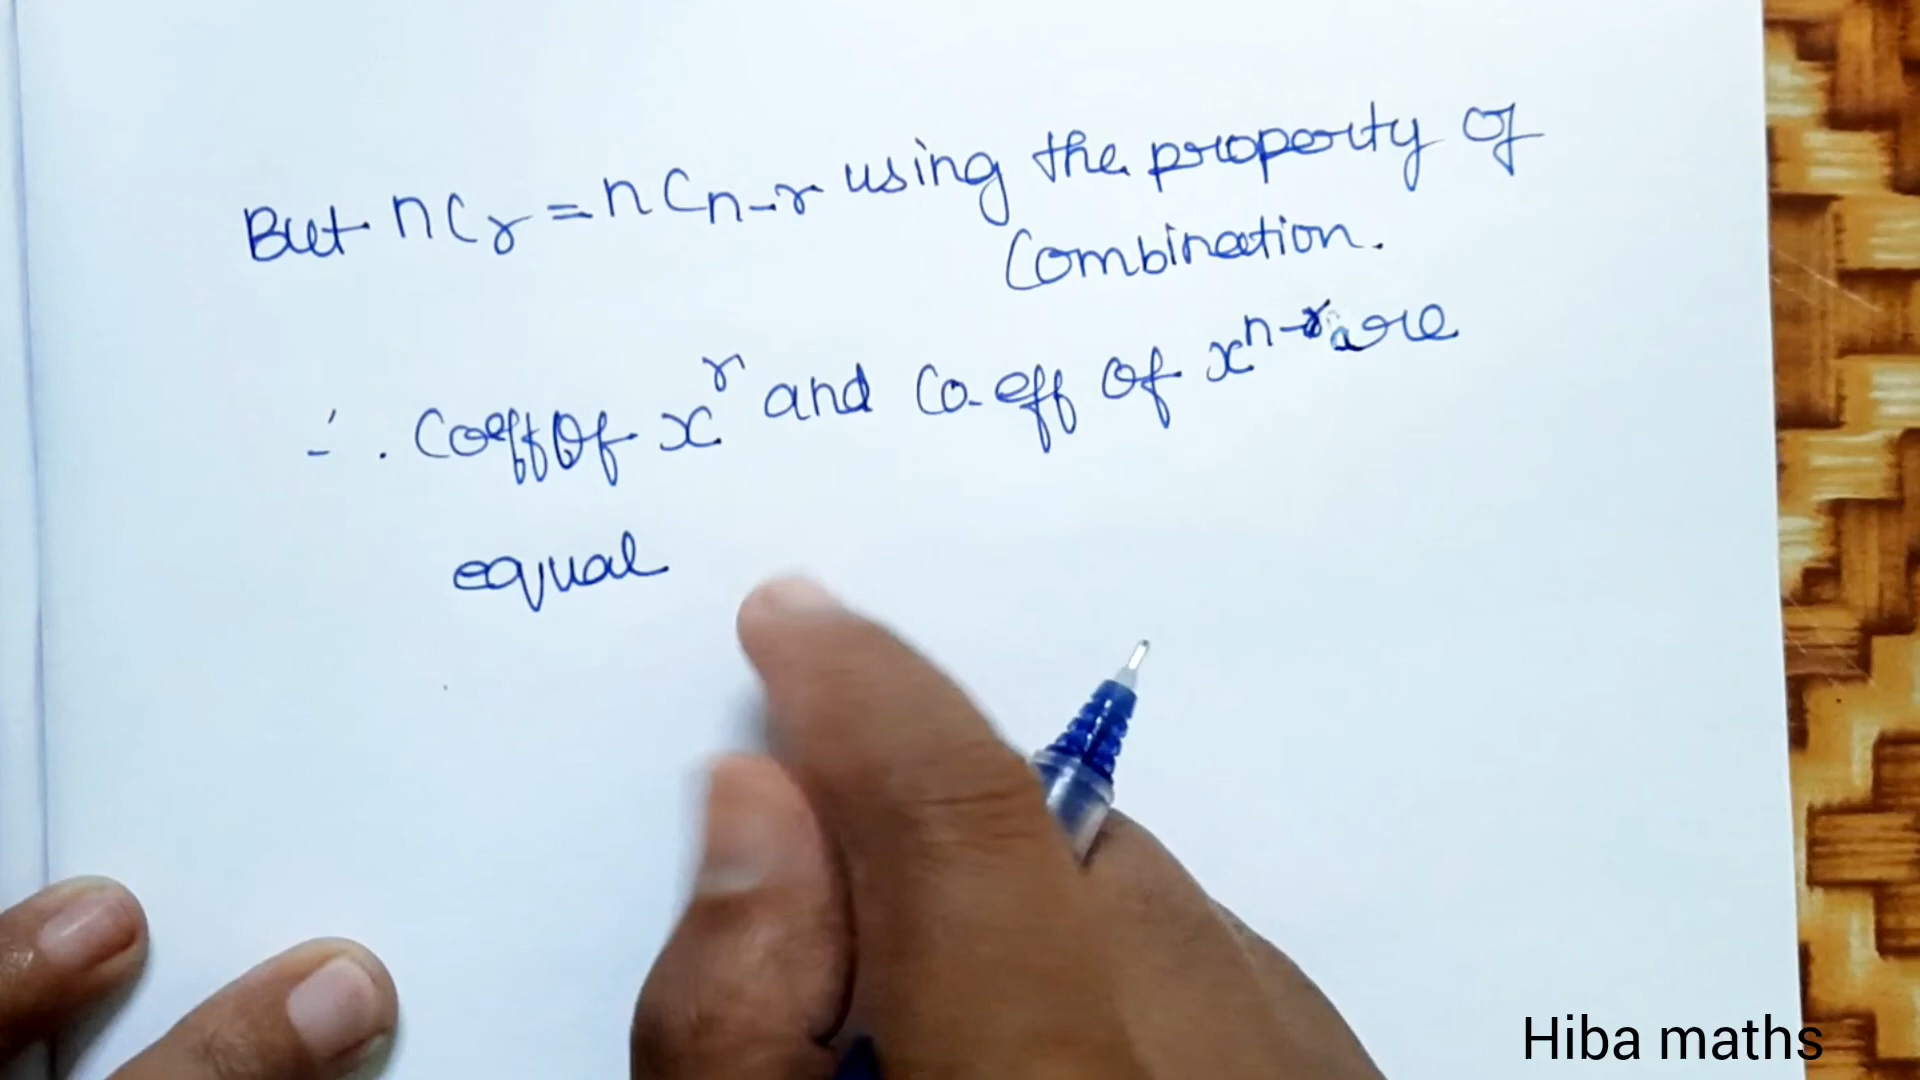 But nCr = nCn-r using the property of
Combination.
∴ Coeff Of x^r and Co-eff Of x^n-r are
equal
Hiba maths